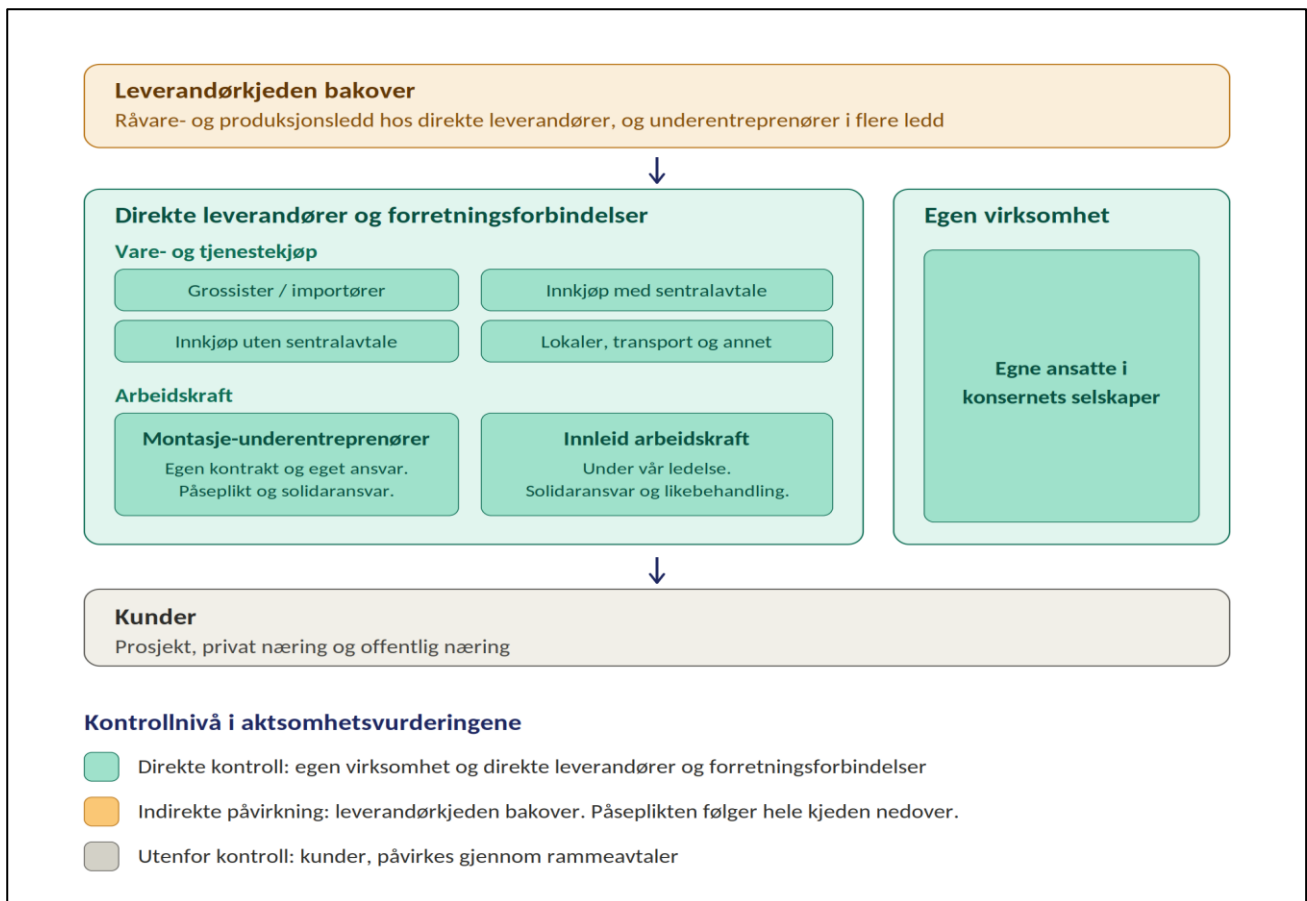 Leverandørkjeden bakover
Råvare- og produksjonsledd hos direkte leverandører, og underentreprenører i flere ledd
Direkte leverandører og forretningsforbindelser
Vare- og tjenestekjøp
Grossister / importører
Innkjøp med sentralavtale
Innkjøp uten sentralavtale
Lokaler, transport og annet
Arbeidskraft
Montasje-underentreprenører
Egen kontrakt og eget ansvar.
Påseplikt og solidaransvar.
Innleid arbeidskraft
Under vår ledelse.
Solidaransvar og likebehandling.
Egen virksomhet
Egne ansatte i
konsernets selskaper
Kunder
Prosjekt, privat næring og offentlig næring
Kontrollnivå i aktsomhetsvurderingene
Direkte kontroll: egen virksomhet og direkte leverandører og forretningsforbindelser
Indirekte påvirkning: leverandørkjeden bakover. Påseplikten følger hele kjeden nedover.
Utenfor kontroll: kunder, påvirkes gjennom rammeavtaler